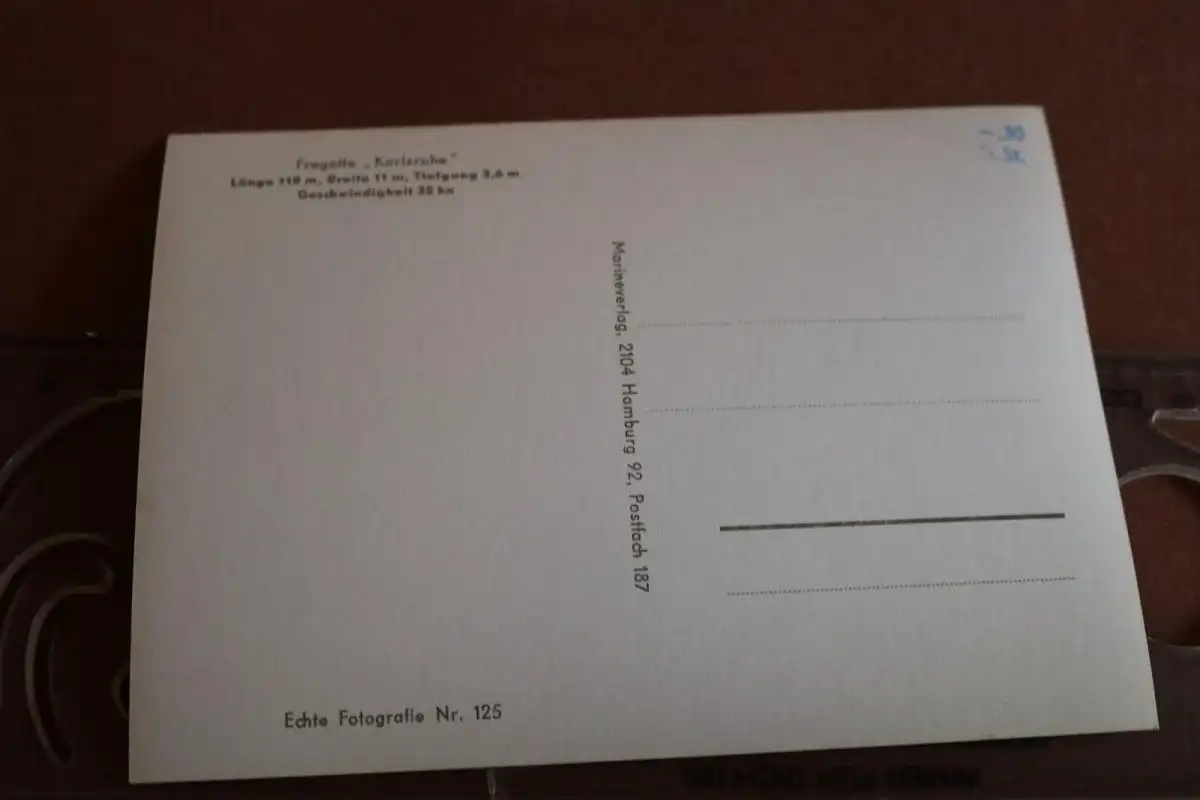 Fregatte „Karlsruhe"
Länge 110 m, Breite 11 m, Tiefgang 3,6 m
Geschwindigkeit 32 kn
Marineverlag, 2104 Hamburg 92, Postfach 187
Echte Fotografie Nr. 125